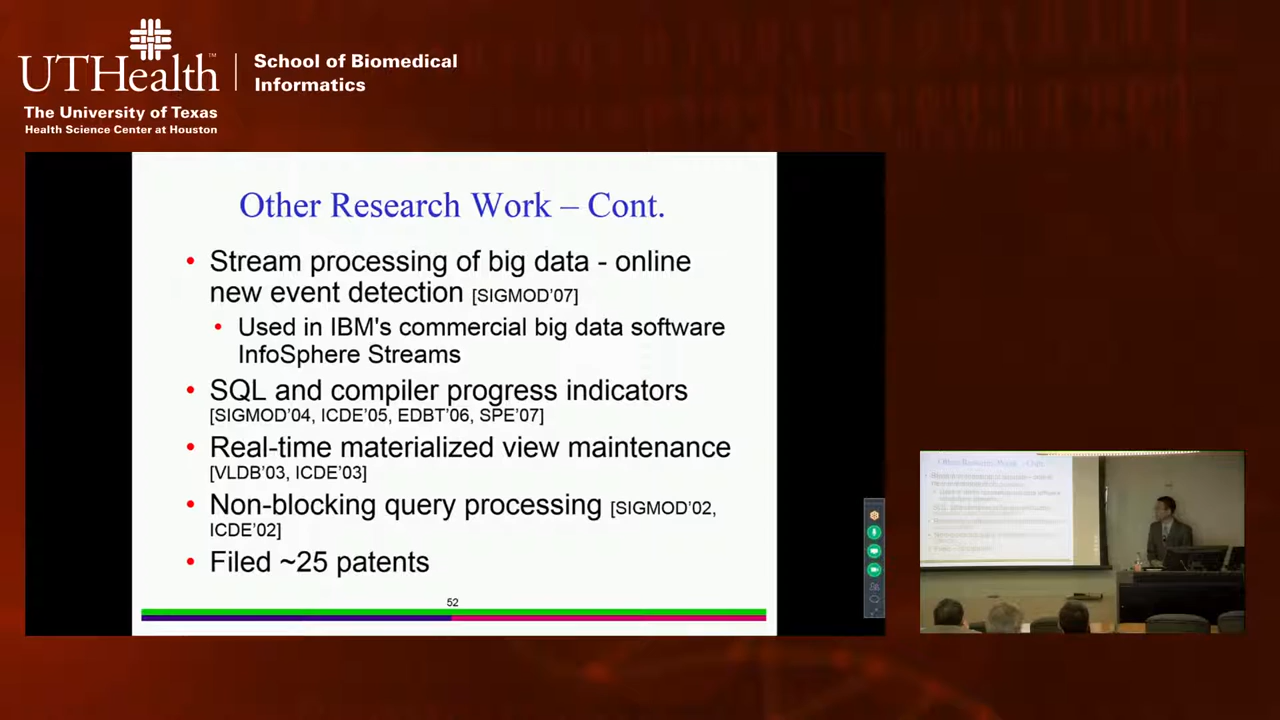 UTHealth™
School of Biomedical
Informatics
The University of Texas
Health Science Center at Houston
Other Research Work – Cont.
• Stream processing of big data - online
new event detection [SIGMOD'07]
• Used in IBM's commercial big data software
InfoSphere Streams
• SQL and compiler progress indicators
[SIGMOD'04, ICDE'05, EDBT'06, SPE'07]
• Real-time materialized view maintenance
[VLDB'03, ICDE'03]
• Non-blocking query processing [SIGMOD'02,
ICDE'02]
• Filed ~25 patents
52